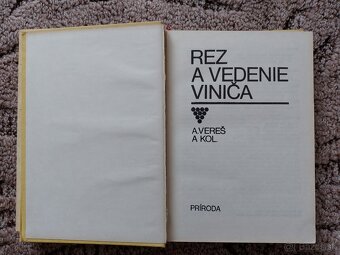 REZ
A VEDENIE
VINIČA
A.VEREŠ
A KOL.
PRÍRODA